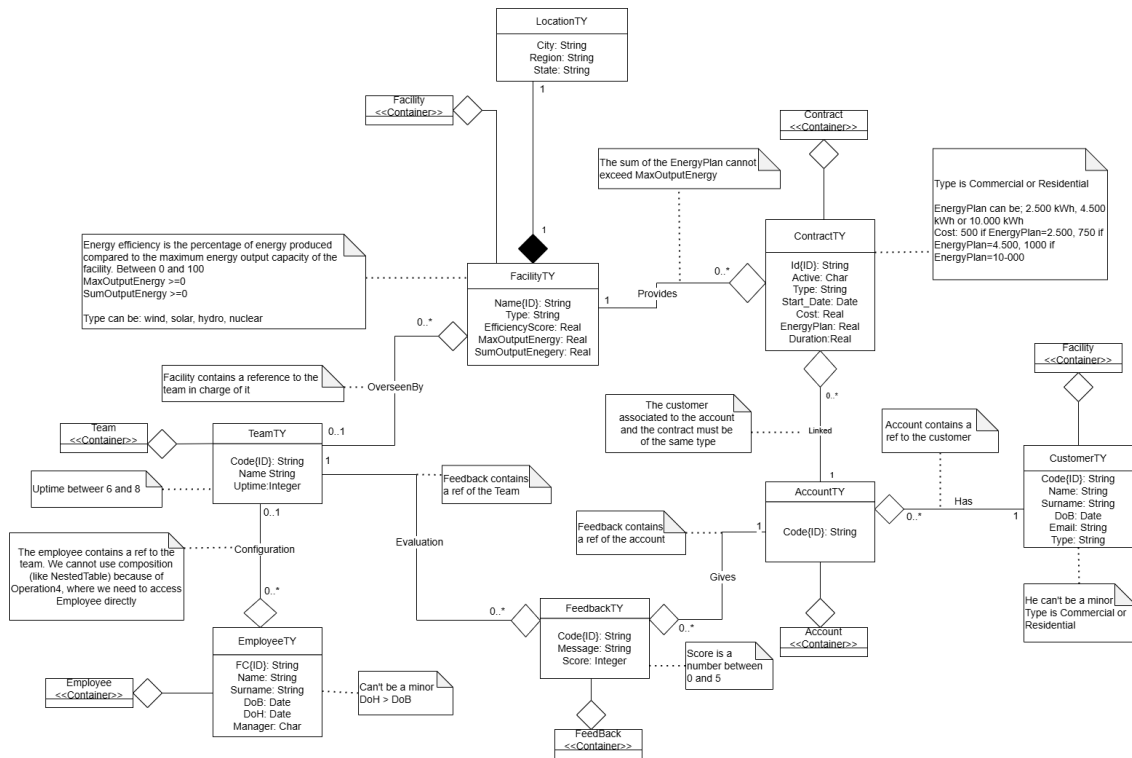 LocationTY
City: String
Region: String
State: String
1
1
Facility
<<Container>>
Contract
<<Container>>
The sum of the EnergyPlan cannot
exceed MaxOutputEnergy
Type is Commercial or Residential
EnergyPlan can be; 2.500 kWh, 4.500
kWh or 10.000 kWh
Cost: 500 if EnergyPlan=2.500, 750 if
EnergyPlan=4.500, 1000 if
EnergyPlan=10-000
Energy efficiency is the percentage of energy produced
compared to the maximum energy output capacity of the
facility. Between 0 and 100
MaxOutputEnergy >=0
SumOutputEnergy >=0
Type can be: wind, solar, hydro, nuclear
FacilityTY
Name{ID}: String
Type: String
EfficiencyScore: Real
MaxOutputEnergy: Real
SumOutputEnegery: Real
1
Provides
0..*
ContractTY
Id{ID}: String
Active: Char
Type: String
Start_Date: Date
Cost: Real
EnergyPlan: Real
Duration:Real
0..*
Facility contains a reference to the
team in charge of it
OverseenBy
0..1
Facility
<<Container>>
Team
<<Container>>
TeamTY
Code{ID}: String
Name String
Uptime:Integer
1
Uptime betweer 6 and 8
Feedback contains
a ref of the Team
The customer
associated to the account
and the contract must be
of the same type
0..*
Linked
1
Account contains a
ref to the customer
CustomerTY
Code{ID}: String
Name: String
Surname: String
DoB: Date
Email: String
Type: String
AccountTY
Code{ID}: String
0..*
Has
1
0..1
Configuration
0..*
The employee contains a ref to the
team. We cannot use composition
(like NestedTable) because of
Operation4, where we need to access
Employee directly
Evaluation
0..*
Feedback contains
a ref of the account
1
Gives
0..*
He can't be a minor
Type is Commercial or
Residential
FeedbackTY
Code{ID}: String
Message: String
Score: Integer
Score is a
number between
0 and 5
Account
<<Container>>
EmployeeTY
FC{ID}: String
Name: String
Surname: String
DoB: Date
DoH: Date
Manager: Char
Employee
<<Container>>
Can't be a minor
DoH > DoB
FeedBack
<<Container>>